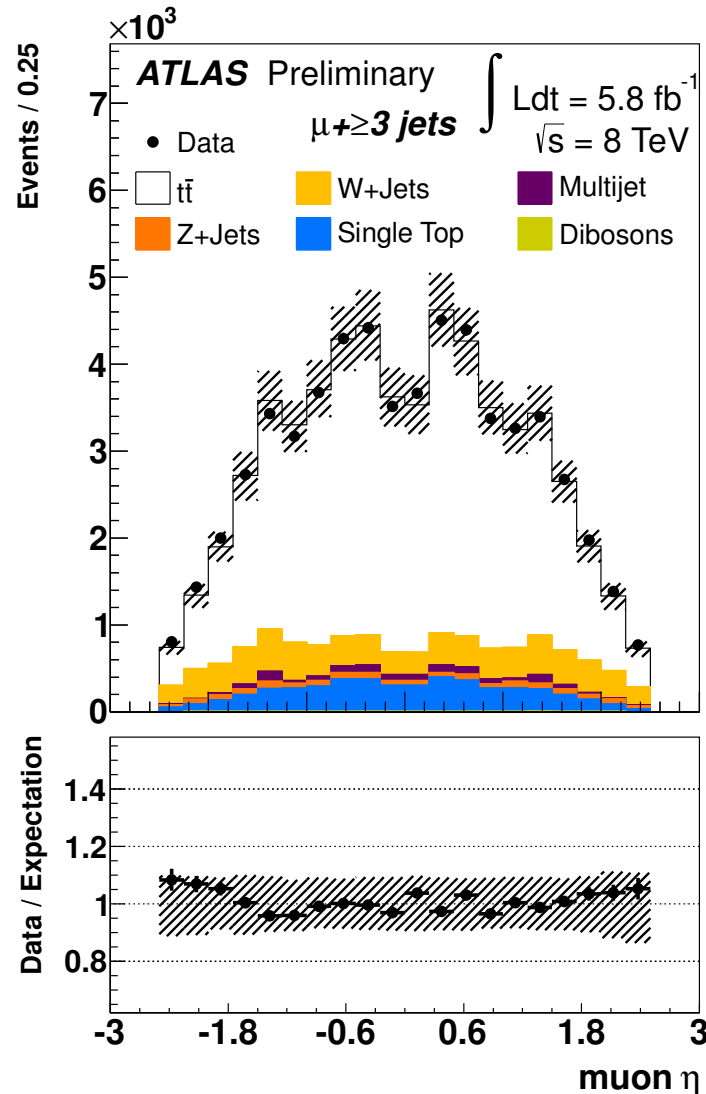 ×10³
ATLAS Preliminary ∫ Ldt = 5.8 fb⁻¹
μ+≥3 jets √s = 8 TeV
Data
tt̄ W+Jets Multijet
Z+Jets Single Top Dibosons
Events / 0.25
7
6
5
4
3
2
1
0
Data / Expectation
1.4
1.2
1
0.8
-3 -1.8 -0.6 0.6 1.8 3
muon η